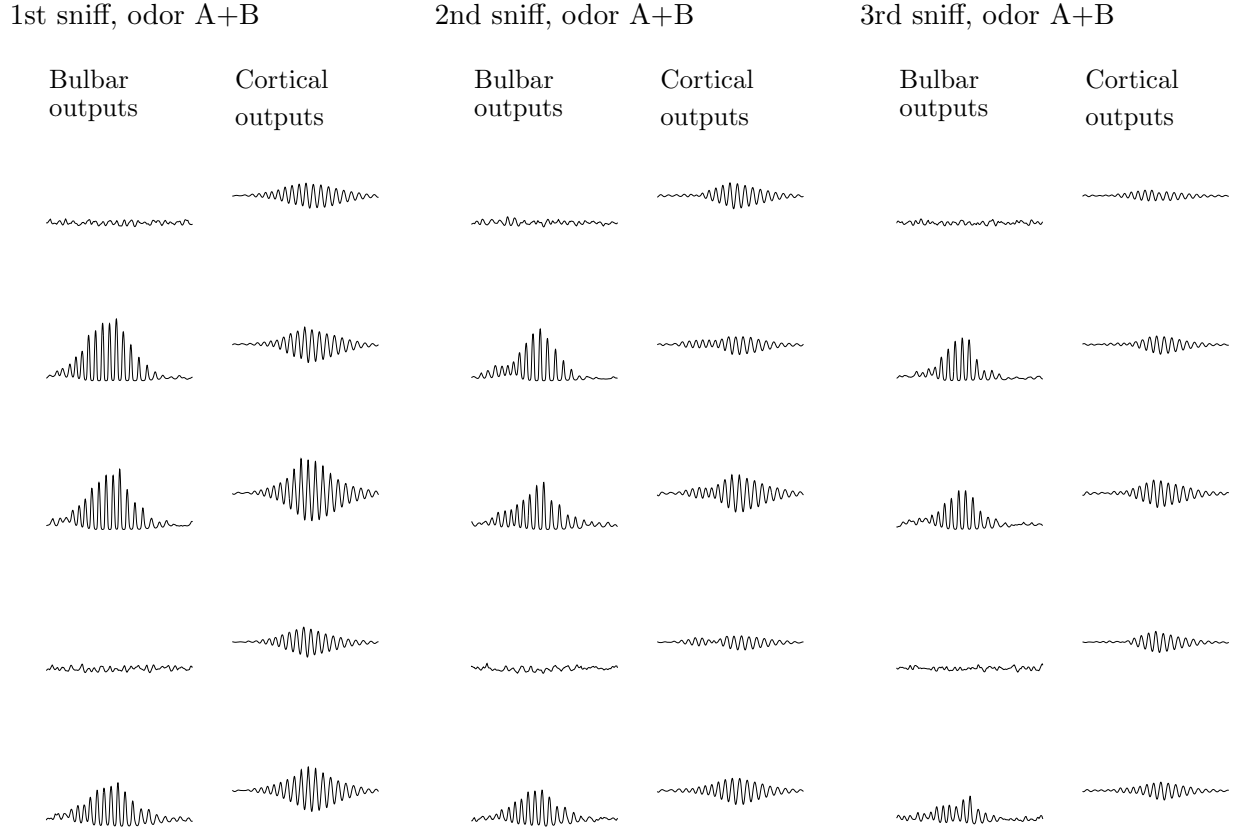 1st sniff, odor A+B
2nd sniff, odor A+B
3rd sniff, odor A+B
Bulbar
outputs
Cortical
outputs
Bulbar
outputs
Cortical
outputs
Bulbar
outputs
Cortical
outputs